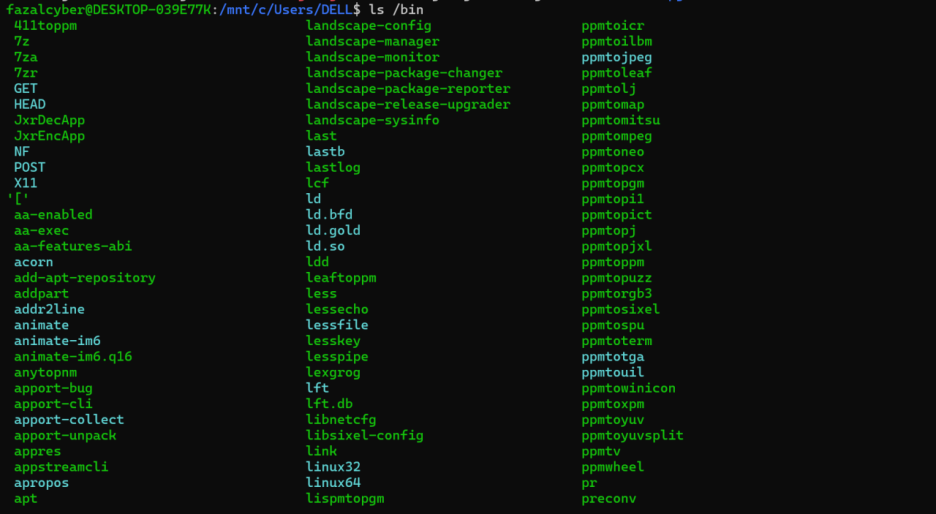 fazalcyber@DESKTOP-039E77K:/mnt/c/Users/DELL$ ls /bin
411toppm landscape-config ppmtoicr
7z landscape-manager ppmtoilbm
7za landscape-monitor ppmtojpeg
7zr landscape-package-changer ppmtoleaf
GET landscape-package-reporter ppmtolj
HEAD landscape-release-upgrader ppmtomap
JxrDecApp landscape-sysinfo ppmtomitsu
JxrEncApp last ppmtompeg
NF lastb ppmtoneo
POST lastlog ppmtopcx
X11 lcf ppmtopgm
'[' ld ppmtopi1
aa-enabled ld.bfd ppmtopict
aa-exec ld.gold ppmtopj
aa-features-abi ld.so ppmtopjxl
acorn ldd ppmtoppm
add-apt-repository leaftoppm ppmtopuzz
addpart less ppmtorgb3
addr2line lessecho ppmtosixel
animate lessfile ppmtospu
animate-im6 lesskey ppmtoterm
animate-im6.q16 lesspipe ppmtotga
anytopnm lexgrog ppmtouil
apport-bug lft ppmtowinicon
apport-cli lft.db ppmtoxpm
apport-collect libnetcfg ppmtoyuv
apport-unpack libsixel-config ppmtoyuvsplit
appres link ppmtv
appstreamcli linux32 ppmwheel
apropos linux64 pr
apt lispmtopgm preconv